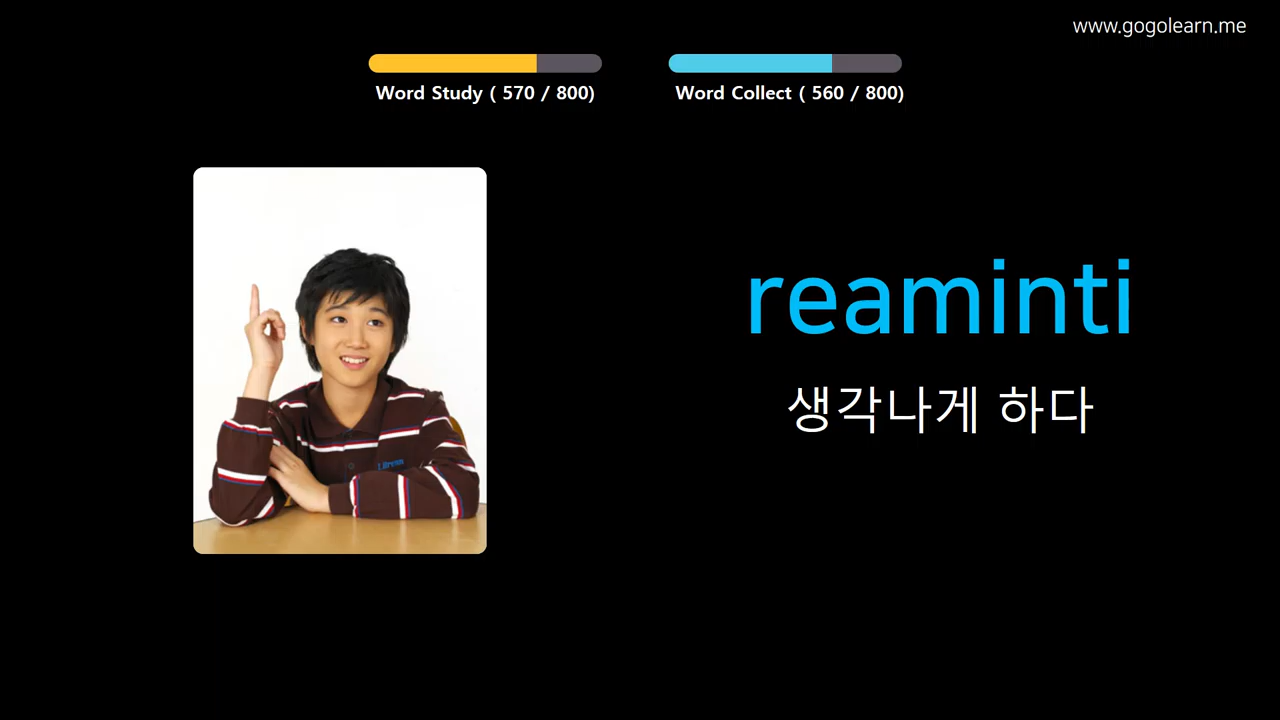 www.gogolearn.me
Word Study ( 570 / 800)
Word Collect ( 560 / 800)
reaminti
생각나게 하다